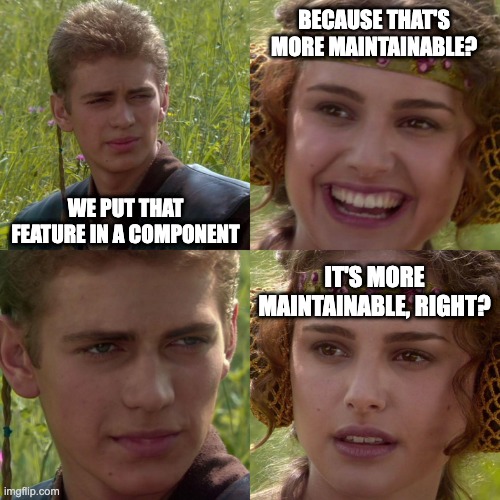 BECAUSE THAT'S
MORE MAINTAINABLE?
WE PUT THAT
FEATURE IN A COMPONENT
IT'S MORE
MAINTAINABLE, RIGHT?
imgflip.com